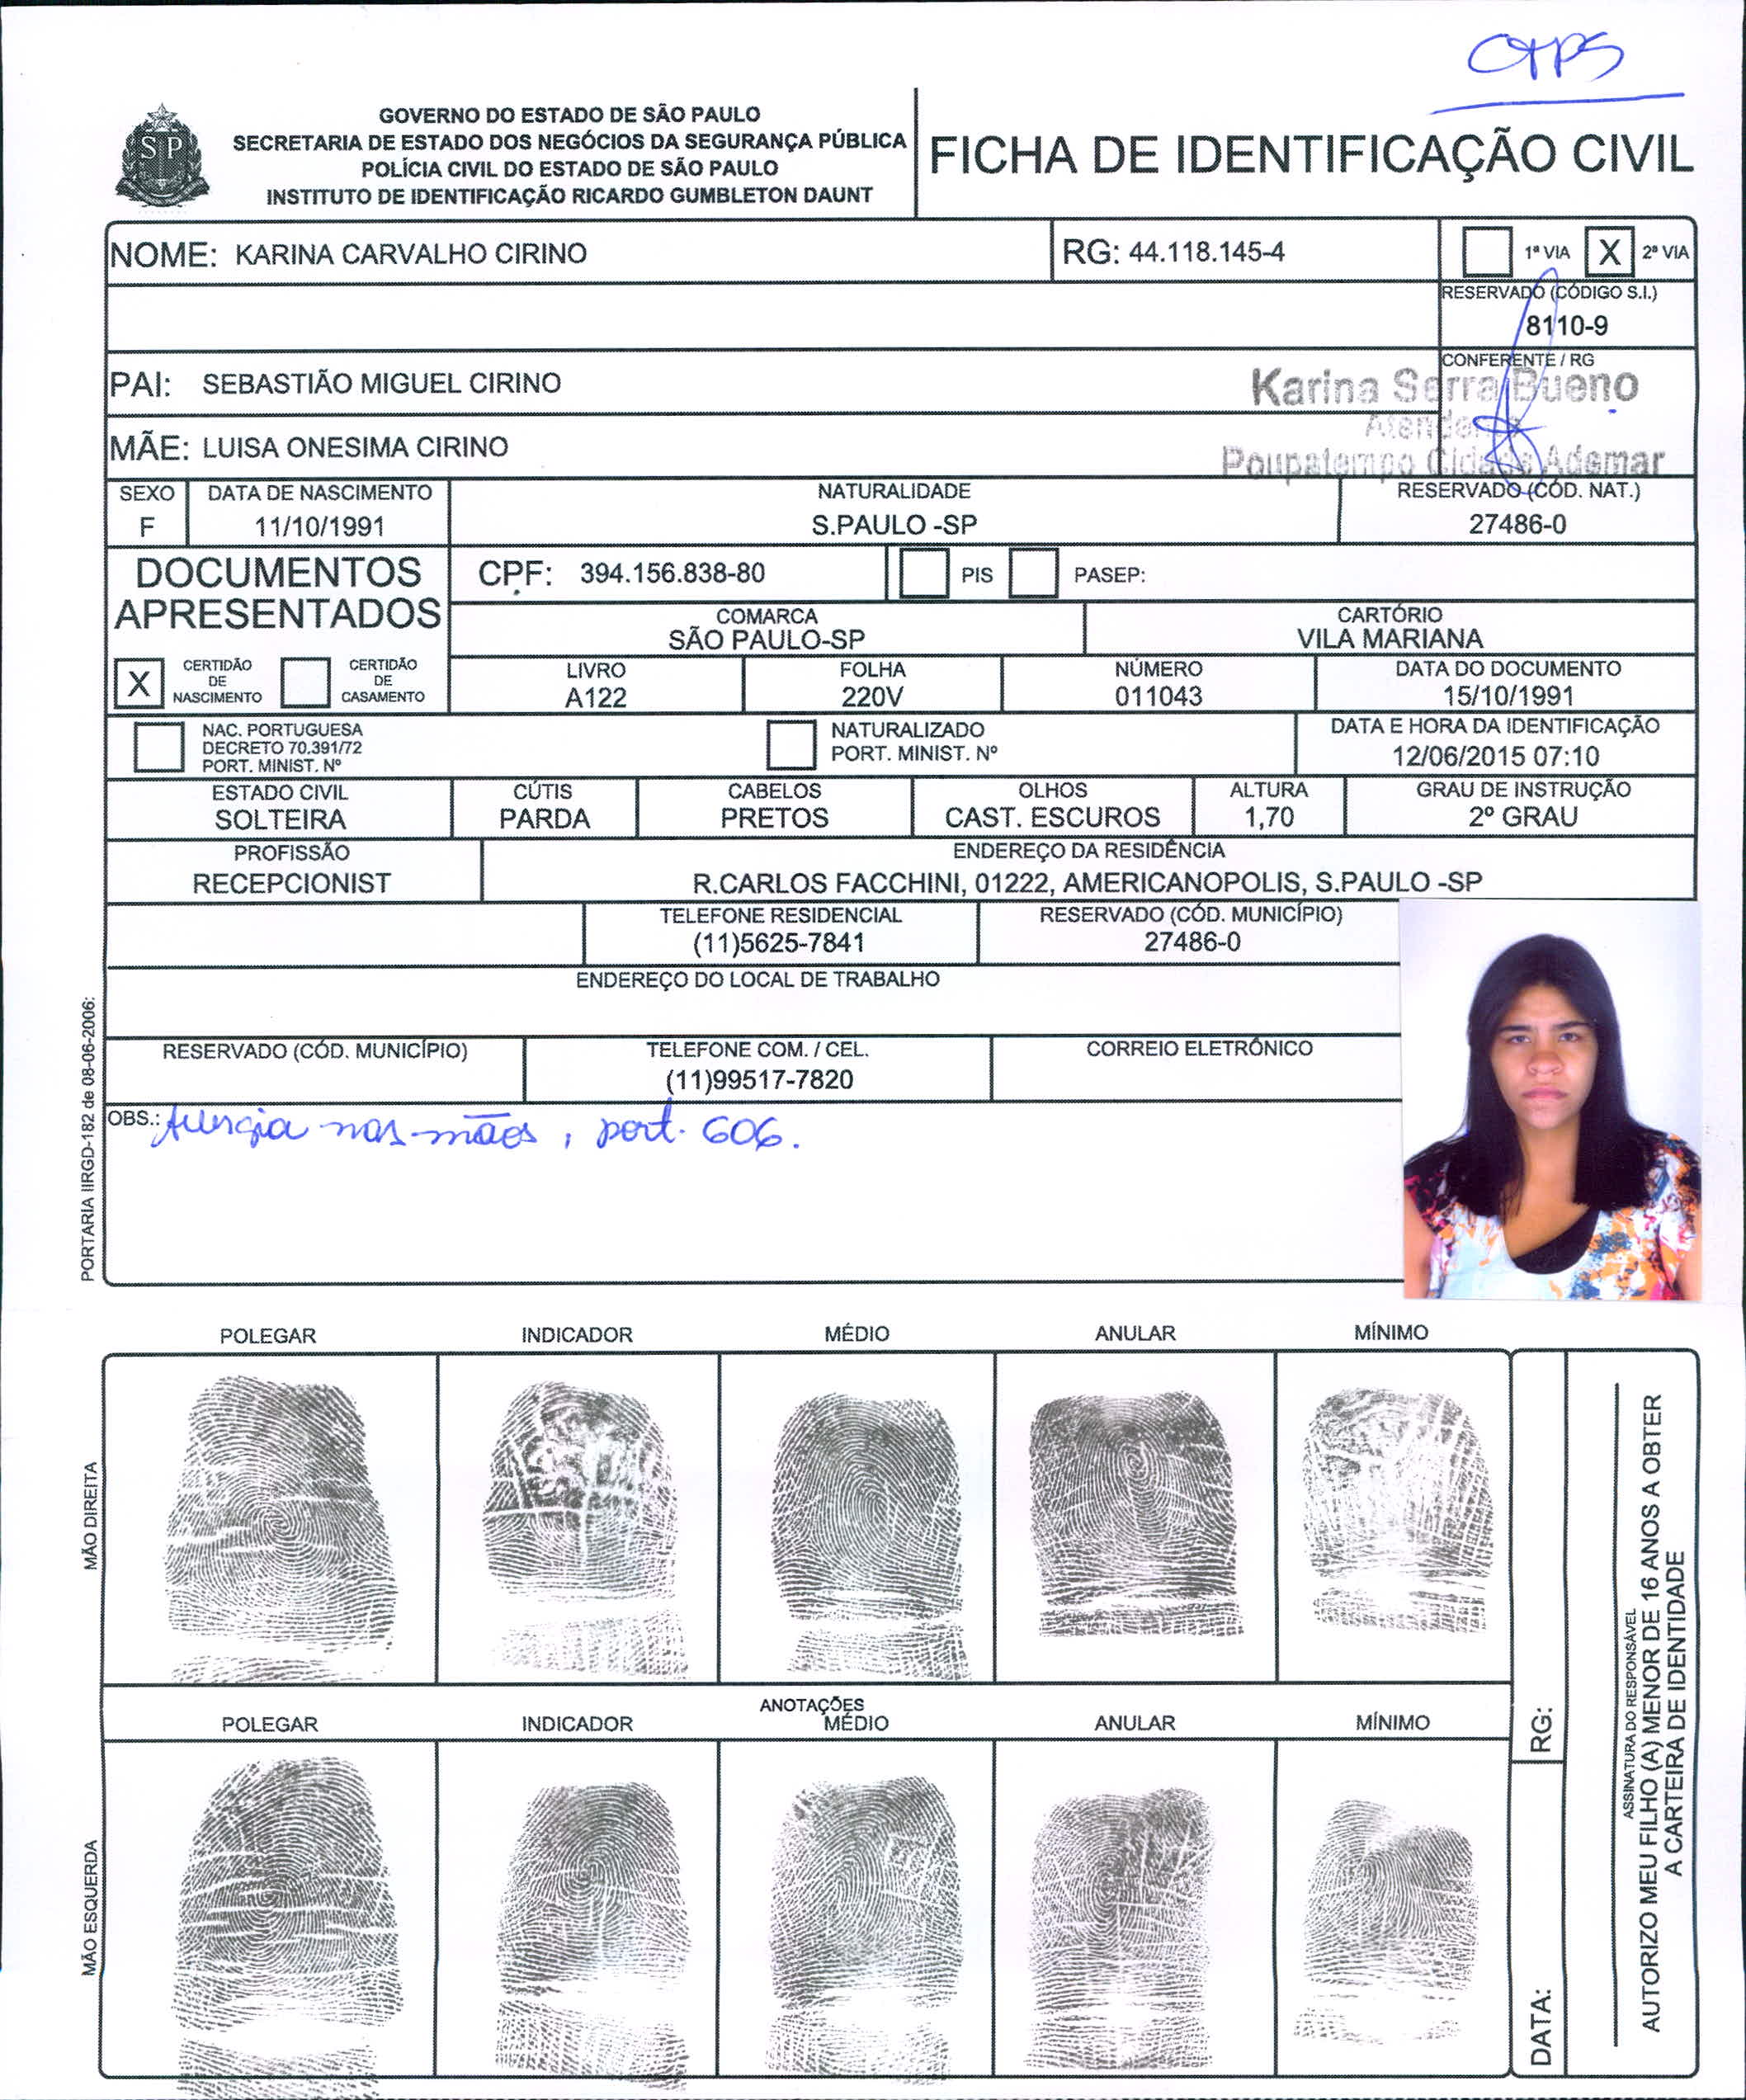 CTPS
SP
GOVERNO DO ESTADO DE SÃO PAULO
SECRETARIA DE ESTADO DOS NEGÓCIOS DA SEGURANÇA PÚBLICA
POLÍCIA CIVIL DO ESTADO DE SÃO PAULO
INSTITUTO DE IDENTIFICAÇÃO RICARDO GUMBLETON DAUNT
FICHA DE IDENTIFICAÇÃO CIVIL
NOME: KARINA CARVALHO CIRINO
RG: 44.118.145-4
1ª VIA X 2ª VIA
RESERVADO (CÓDIGO S.I.)
8110-9
CONFERENTE / RG
PAI: SEBASTIÃO MIGUEL CIRINO
Karina Serra Bueno
Atendente
Poupatempo Cidade Ademar
MÃE: LUISA ONESIMA CIRINO
SEXO
F
DATA DE NASCIMENTO
11/10/1991
NATURALIDADE
S.PAULO -SP
RESERVADO (CÓD. NAT.)
27486-0
DOCUMENTOS
APRESENTADOS
CPF: 394.156.838-80
PIS
PASEP:
COMARCA
SÃO PAULO-SP
CARTÓRIO
VILA MARIANA
X CERTIDÃO
DE
NASCIMENTO
CERTIDÃO
DE
CASAMENTO
LIVRO
A122
FOLHA
220V
NÚMERO
011043
DATA DO DOCUMENTO
15/10/1991
NAC. PORTUGUESA
DECRETO 70.391/72
PORT. MINIST. Nº
NATURALIZADO
PORT. MINIST. Nº
DATA E HORA DA IDENTIFICAÇÃO
12/06/2015 07:10
ESTADO CIVIL
SOLTEIRA
CÚTIS
PARDA
CABELOS
PRETOS
OLHOS
CAST. ESCUROS
ALTURA
1,70
GRAU DE INSTRUÇÃO
2º GRAU
PROFISSÃO
RECEPCIONIST
ENDEREÇO DA RESIDÊNCIA
R.CARLOS FACCHINI, 01222, AMERICANOPOLIS, S.PAULO -SP
TELEFONE RESIDENCIAL
(11)5625-7841
RESERVADO (CÓD. MUNICÍPIO)
27486-0
ENDEREÇO DO LOCAL DE TRABALHO
RESERVADO (CÓD. MUNICÍPIO)
TELEFONE COM. / CEL.
(11)99517-7820
CORREIO ELETRÔNICO
OBS.: Alergia nas mãos, port. 606.
PORTARIA IIRGD-182 de 08-06-2006:
POLEGAR INDICADOR MÉDIO ANULAR MÍNIMO
MÃO DIREITA
ANOTAÇÕES
POLEGAR INDICADOR MÉDIO ANULAR MÍNIMO
MÃO ESQUERDA
RG:
DATA:
ASSINATURA DO RESPONSÁVEL
AUTORIZO MEU FILHO (A) MENOR DE 16 ANOS A OBTER
A CARTEIRA DE IDENTIDADE